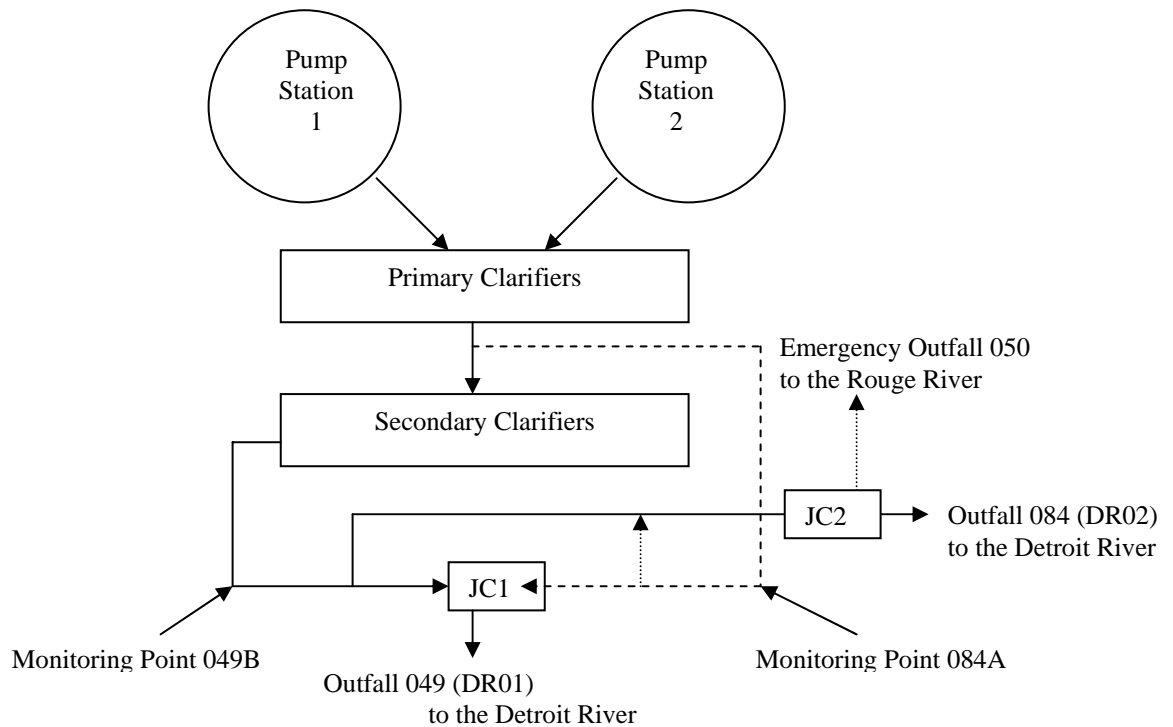 Pump
Station
1
Pump
Station
2
Primary Clarifiers
Emergency Outfall 050
to the Rouge River
Secondary Clarifiers
JC2
Outfall 084 (DR02)
to the Detroit River
JC1
Monitoring Point 049B
Monitoring Point 084A
Outfall 049 (DR01)
to the Detroit River